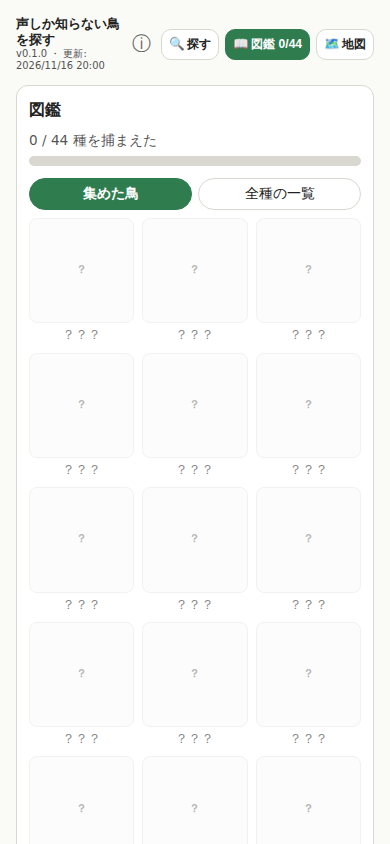 声しか知らない鳥
を探す
v0.1.0 · 更新:
2026/11/16 20:00
ⓘ
🔍 探す
📖 図鑑 0/44
🗺️ 地図
図鑑
0 / 44 種を捕まえた
集めた鳥
全種の一覧
? ? ?
？？？ ？？？ ？？？
? ? ?
？？？ ？？？ ？？？
? ? ?
？？？ ？？？ ？？？
? ? ?
？？？ ？？？ ？？？
? ? ?